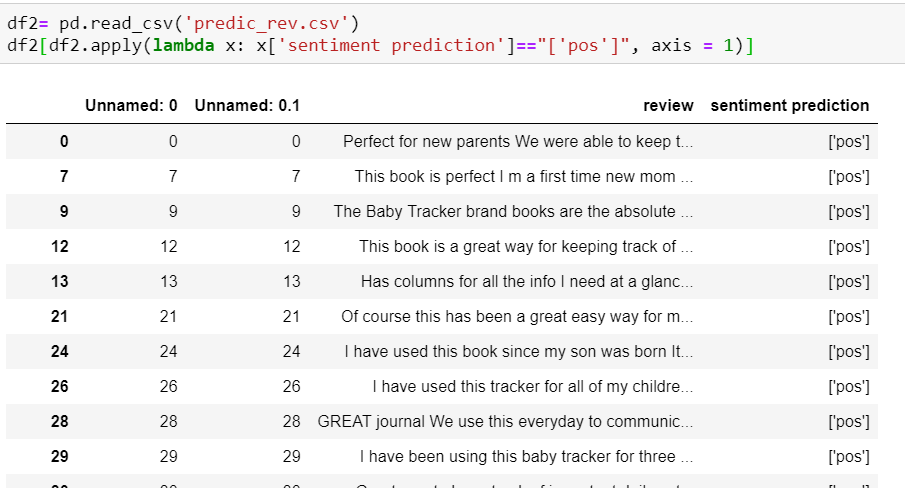 df2= pd.read_csv('predic_rev.csv')
df2[df2.apply(lambda x: x['sentiment prediction']=="['pos']", axis = 1)]
Unnamed: 0 Unnamed: 0.1 review sentiment prediction
0 0 0 Perfect for new parents We were able to keep t... ['pos']
7 7 7 This book is perfect I m a first time new mom ... ['pos']
9 9 9 The Baby Tracker brand books are the absolute ... ['pos']
12 12 12 This book is a great way for keeping track of ... ['pos']
13 13 13 Has columns for all the info I need at a glanc... ['pos']
21 21 21 Of course this has been a great easy way for m... ['pos']
24 24 24 I have used this book since my son was born It... ['pos']
26 26 26 I have used this tracker for all of my childre... ['pos']
28 28 28 GREAT journal We use this everyday to communic... ['pos']
29 29 29 I have been using this baby tracker for three ... ['pos']